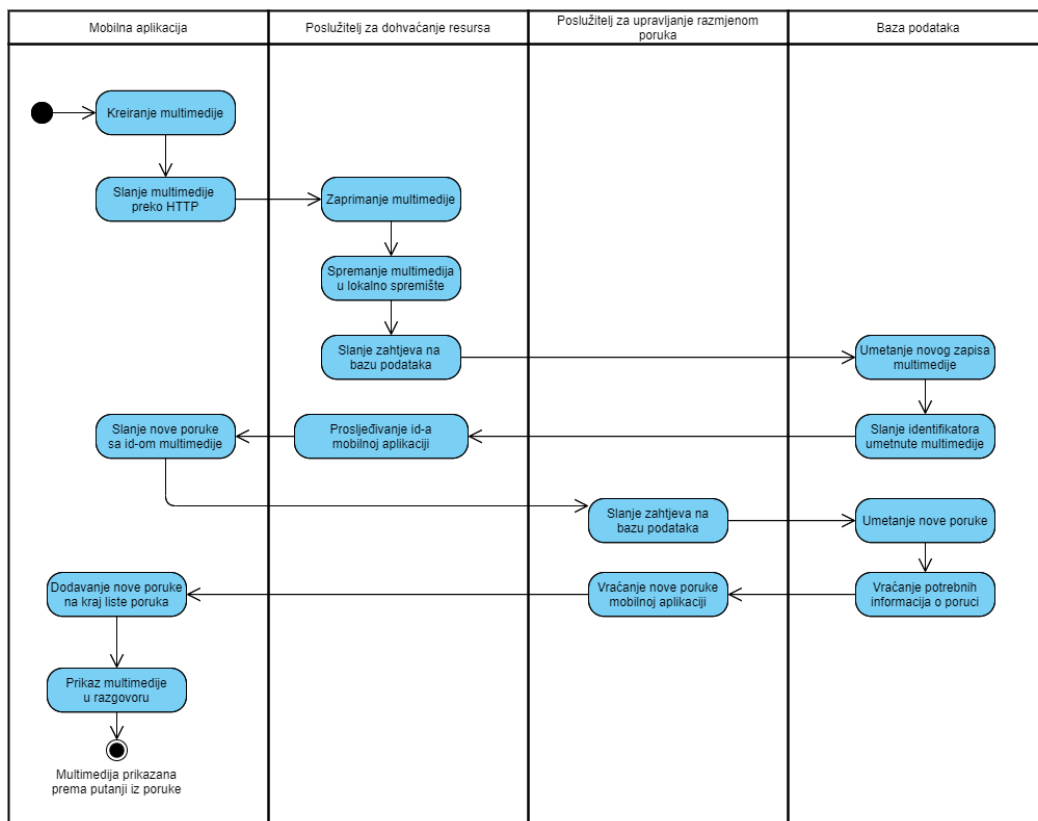 Mobilna aplikacija
Poslužitelj za dohvaćanje resursa
Poslužitelj za upravljanje razmjenom
poruka
Baza podataka
Kreiranje multimedije
Slanje multimedije
preko HTTP
Zaprimanje multimedije
Spremanje multimedija
u lokalno spremište
Slanje zahtjeva na
bazu podataka
Umetanje novog zapisa
multimedije
Slanje nove poruke
sa id-om multimedije
Prosljeđivanje id-a
mobilnoj aplikaciji
Slanje identifikatora
umetnute multimedije
Slanje zahtjeva na
bazu podataka
Umetanje nove poruke
Dodavanje nove poruke
na kraj liste poruka
Vraćanje nove poruke
mobilnoj aplikaciji
Vraćanje potrebnih
informacija o poruci
Prikaz multimedije
u razgovoru
Multimedija prikazana
prema putanji iz poruke